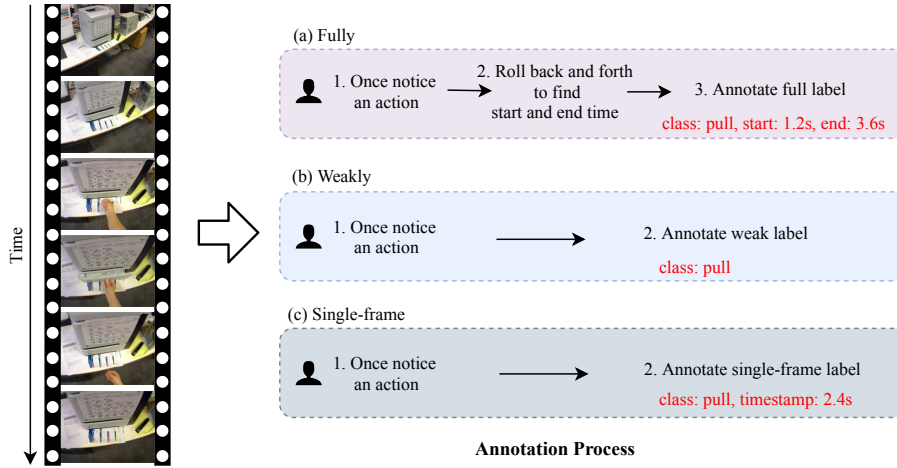 Time
(a) Fully
1. Once notice
an action
2. Roll back and forth
to find
start and end time
3. Annotate full label
class: pull, start: 1.2s, end: 3.6s
(b) Weakly
1. Once notice
an action
2. Annotate weak label
class: pull
(c) Single-frame
1. Once notice
an action
2. Annotate single-frame label
class: pull, timestamp: 2.4s
Annotation Process